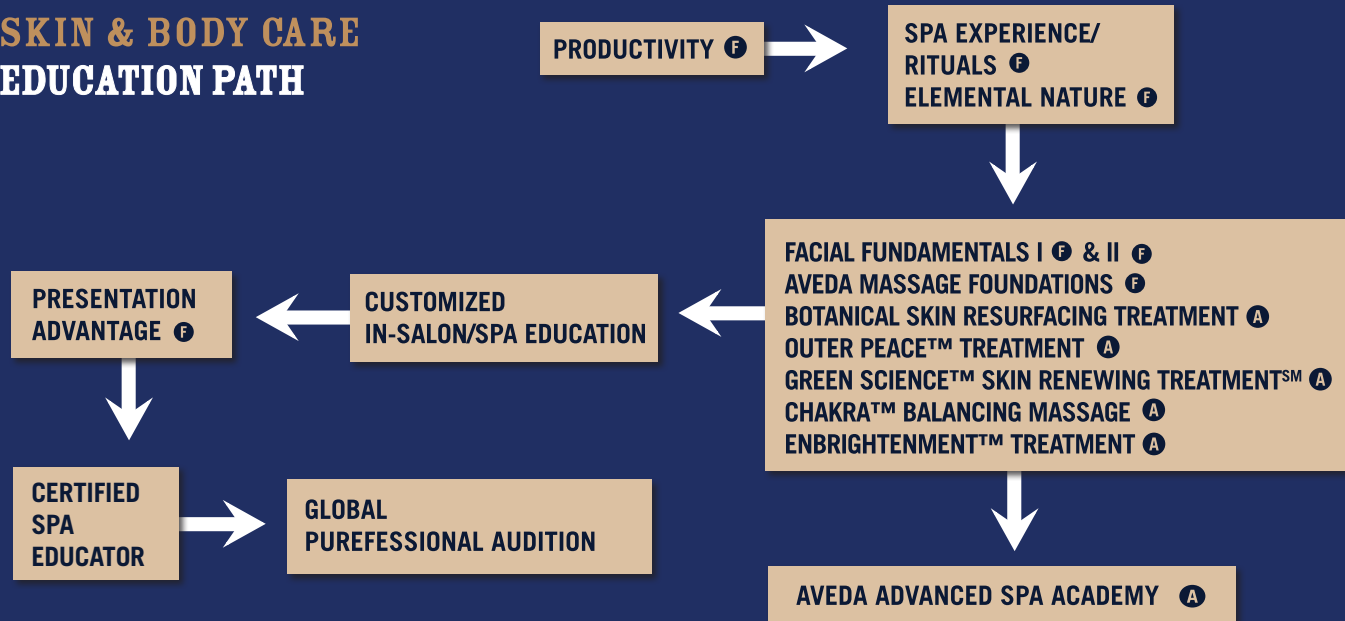 SKIN & BODY CARE
EDUCATION PATH
PRODUCTIVITY F
SPA EXPERIENCE/
RITUALS F
ELEMENTAL NATURE F
FACIAL FUNDAMENTALS I F & II F
AVEDA MASSAGE FOUNDATIONS F
BOTANICAL SKIN RESURFACING TREATMENT A
OUTER PEACE™ TREATMENT A
GREEN SCIENCE™ SKIN RENEWING TREATMENT℠ A
CHAKRA™ BALANCING MASSAGE A
ENBRIGHTENMENT™ TREATMENT A
CUSTOMIZED
IN-SALON/SPA EDUCATION
PRESENTATION
ADVANTAGE F
CERTIFIED
SPA
EDUCATOR
GLOBAL
PUREFESSIONAL AUDITION
AVEDA ADVANCED SPA ACADEMY A